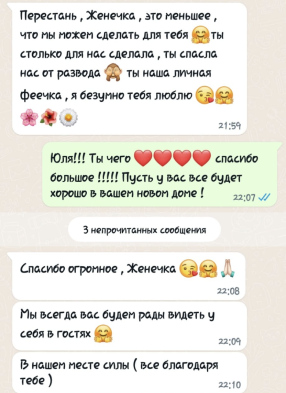 Перестань , Женечка , это меньшее ,
что мы можем сделать для тебя 🤗 ты
столько для нас сделала , ты спасла
нас от развода 🙈 ты наша личная
феечка , я безумно тебя люблю 😘🤗
🌸🌺🌼
21:59
Юля!!! Ты чего ❤️❤️❤️❤️ спасибо
большое !!!!! Пусть у вас все будет
хорошо в вашем новом доме !
22:07
3 непрочитанных сообщения
Спасибо огромное , Женечка 😘🤗🙏🏻
22:08
Мы всегда вас будем рады видеть у
себя в гостях 🤗
22:09
В нашем месте силы ( все благодаря
тебе )
22:10